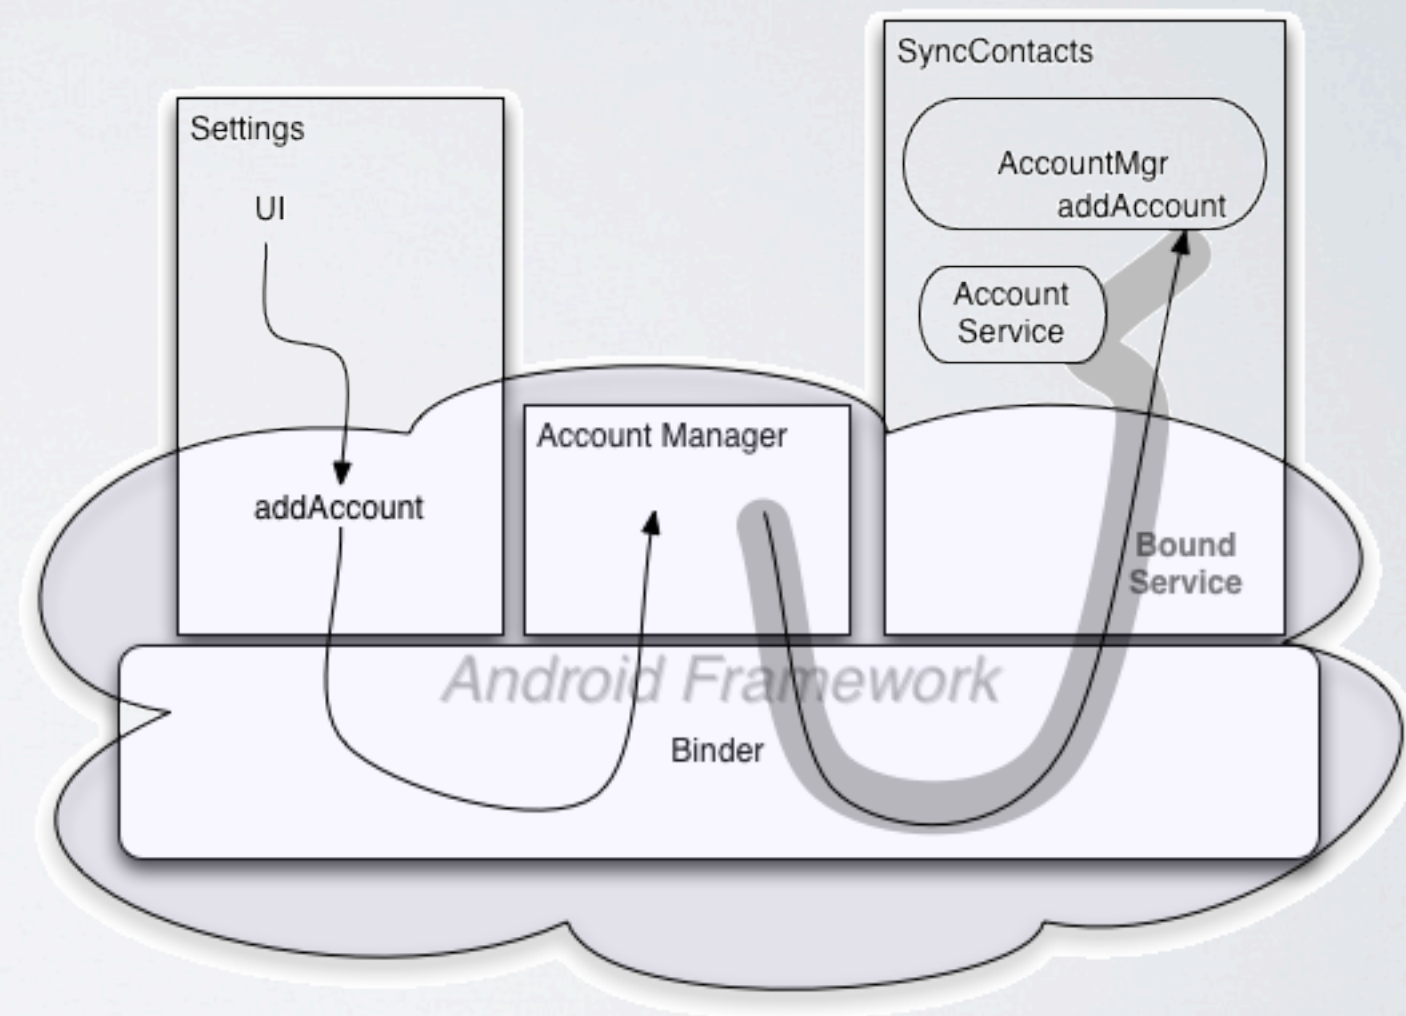 SyncContacts
Settings
AccountMgr
addAccount
UI
Account
Service
Account Manager
addAccount
Bound
Service
Android Framework
Binder